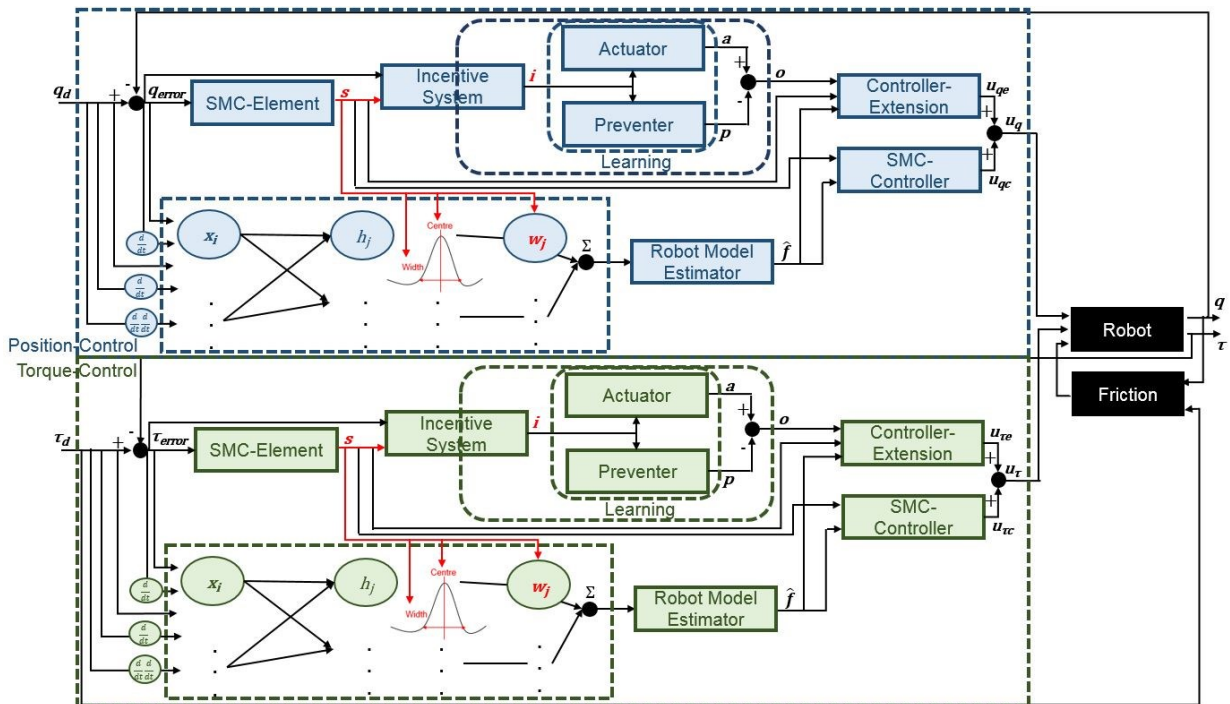 a
Actuator
+
-
q_d
+
-
q_error
SMC-Element
s
Incentive
System
i
o
Preventer
p
Learning
Controller-
Extension
u_qe
+
u_q
+
SMC-
Controller
u_qc
x_i
h_j
Centre
Width
w_j
Σ
d/dt
d/dt
d/dt d/dt
Robot Model
Estimator
f̂
Position-Control
Robot
q
τ
Friction
Torque-Control
a
Actuator
+
-
τ_d
+
-
τ_error
SMC-Element
s
Incentive
System
i
o
Preventer
p
Learning
Controller-
Extension
u_τe
+
u_τ
+
SMC-
Controller
u_τc
x_i
h_j
Centre
Width
w_j
Σ
d/dt
d/dt
d/dt d/dt
Robot Model
Estimator
f̂